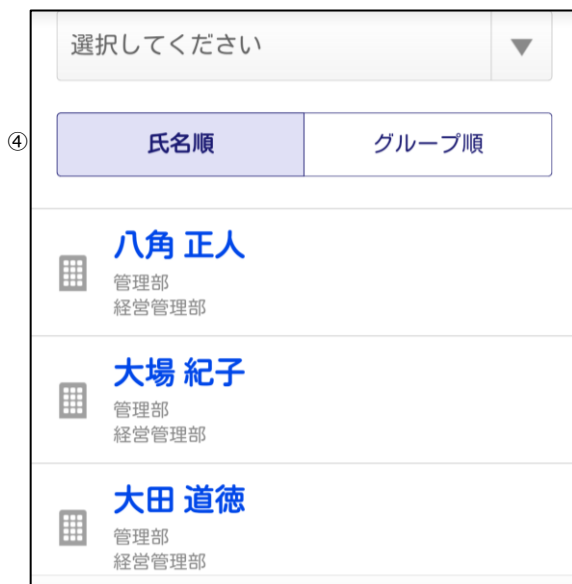 選択してください
④
氏名順 グループ順
八角 正人
管理部
経営管理部
大場 紀子
管理部
経営管理部
大田 道徳
管理部
経営管理部